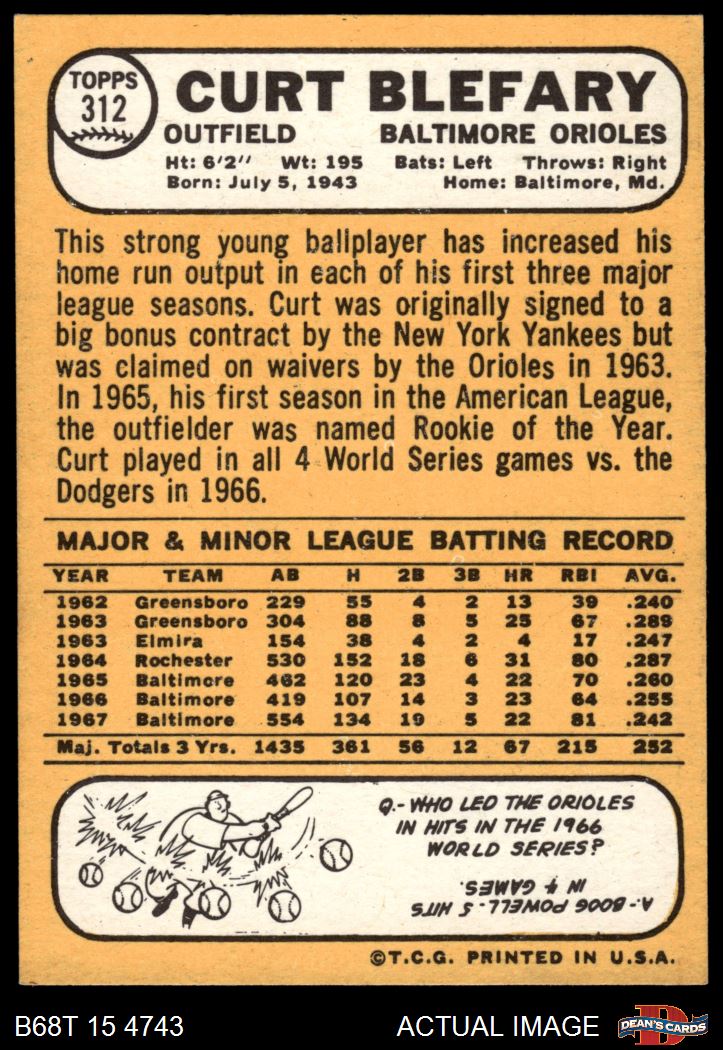 TOPPS
312
CURT BLEFARY
OUTFIELD BALTIMORE ORIOLES
Ht: 6'2" Wt: 195 Bats: Left Throws: Right
Born: July 5, 1943 Home: Baltimore, Md.
This strong young ballplayer has increased his
home run output in each of his first three major
league seasons. Curt was originally signed to a
big bonus contract by the New York Yankees but
was claimed on waivers by the Orioles in 1963.
In 1965, his first season in the American League,
the outfielder was named Rookie of the Year.
Curt played in all 4 World Series games vs. the
Dodgers in 1966.
MAJOR & MINOR LEAGUE BATTING RECORD
YEAR TEAM AB H 2B 3B HR RBI AVG.
1962 Greensboro 229 55 4 2 13 39 .240
1963 Greensboro 304 88 8 5 25 67 .289
1963 Elmira 154 38 4 2 4 17 .247
1964 Rochester 530 152 18 6 31 80 .287
1965 Baltimore 462 120 23 4 22 70 .260
1966 Baltimore 419 107 14 3 23 64 .255
1967 Baltimore 554 134 19 5 22 81 .242
Maj. Totals 3 Yrs. 1435 361 56 12 67 215 252
Q.- WHO LED THE ORIOLES
IN HITS IN THE 1966
WORLD SERIES?
A.- BOOG POWELL - 5 HITS
IN 4 GAMES.
©T.C.G. PRINTED IN U.S.A.
B68T 15 4743 ACTUAL IMAGE
D
DEAN'S CARDS